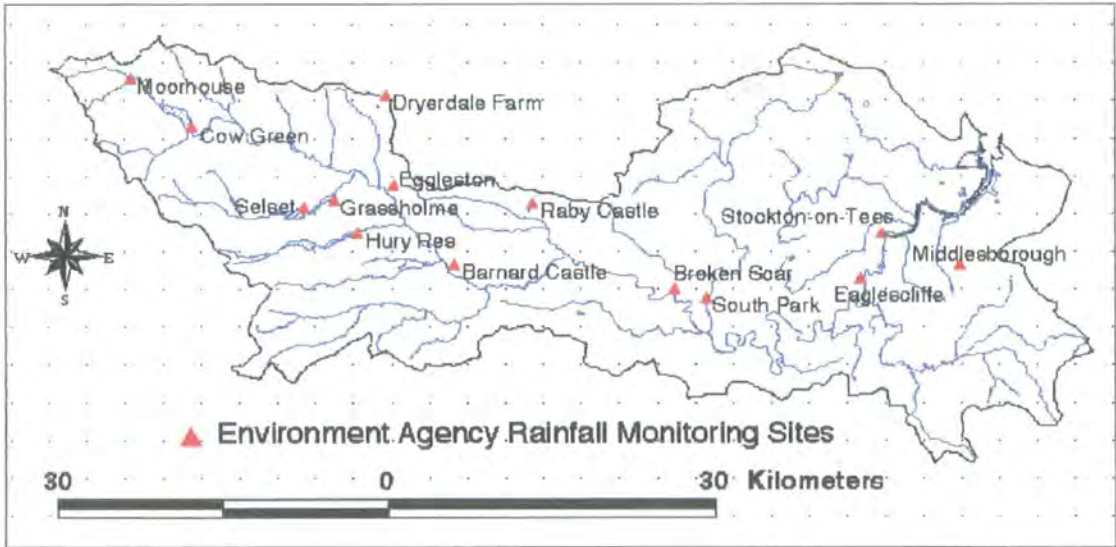 Moorhouse
Dryerdale Farm
Cow Green
Eggleston
Selset
Grassholme
Raby Castle
Stockton-on-Tees
N
W
E
S
Hury Res
Middlesborough
Barnard Castle
Broken Scar
Eaglescliffe
South Park
Environment Agency Rainfall Monitoring Sites
30 0 30 Kilometers